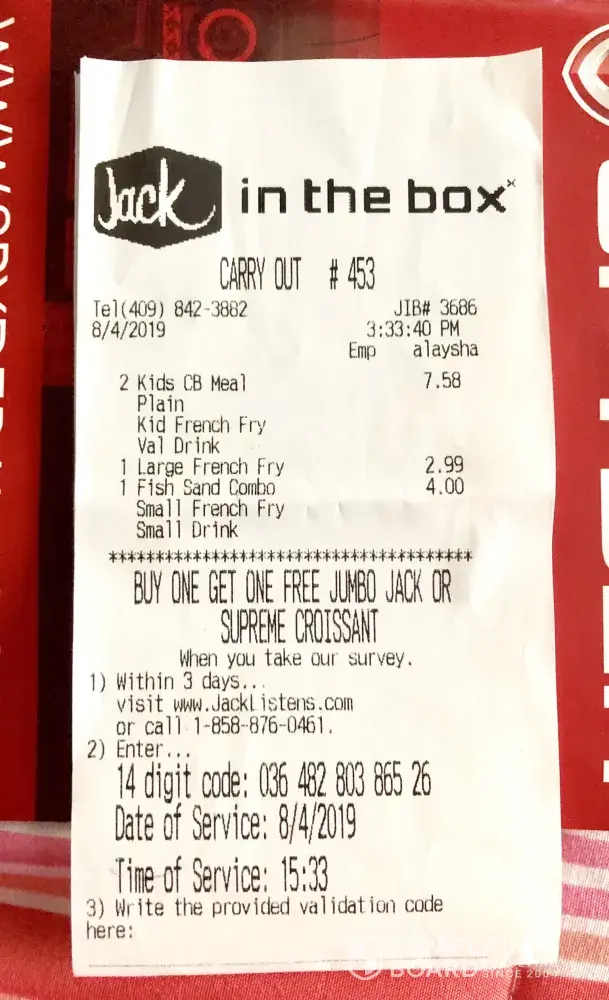 Jack in the box
CARRY OUT # 453
Tel(409) 842-3882 JIB# 3686
8/4/2019 3:33:40 PM
Emp alaysha
2 Kids CB Meal 7.58
Plain
Kid French Fry
Val Drink
1 Large French Fry 2.99
1 Fish Sand Combo 4.00
Small French Fry
Small Drink
****************************************
BUY ONE GET ONE FREE JUMBO JACK OR
SUPREME CROISSANT
When you take our survey.
1) Within 3 days...
visit www.JackListens.com
or call 1-858-876-0461.
2) Enter...
14 digit code: 036 482 803 865 26
Date of Service: 8/4/2019
Time of Service: 15:33
3) Write the provided validation code
here:
BOARD SINCE 200